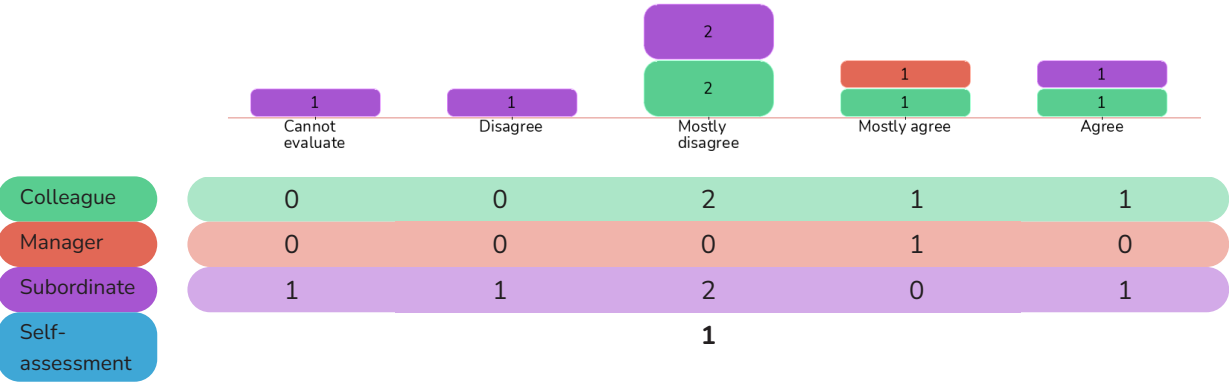 2
2
1
1
1
1
1
1
Cannot evaluate
Disagree
Mostly disagree
Mostly agree
Agree
Colleague 0 0 2 1 1
Manager 0 0 0 1 0
Subordinate 1 1 2 0 1
Self-
assessment
1